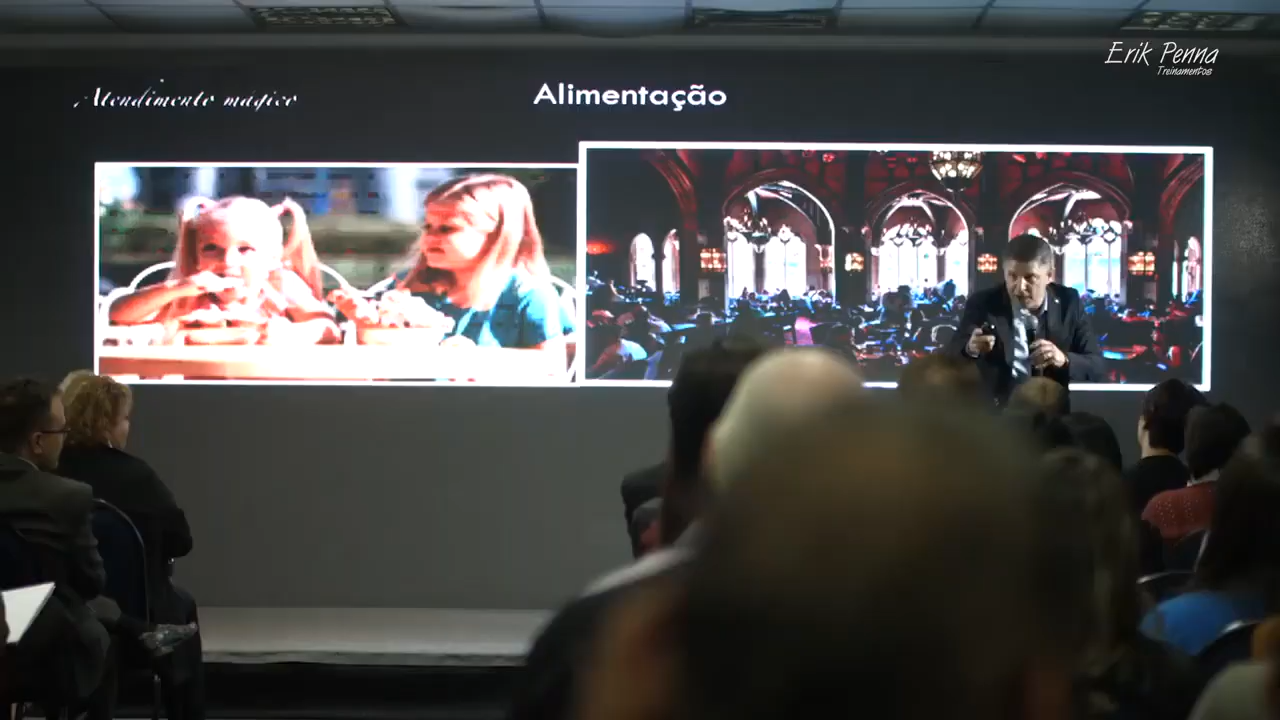 Erik Penna
Treinamentos
Atendimento mágico
Alimentação